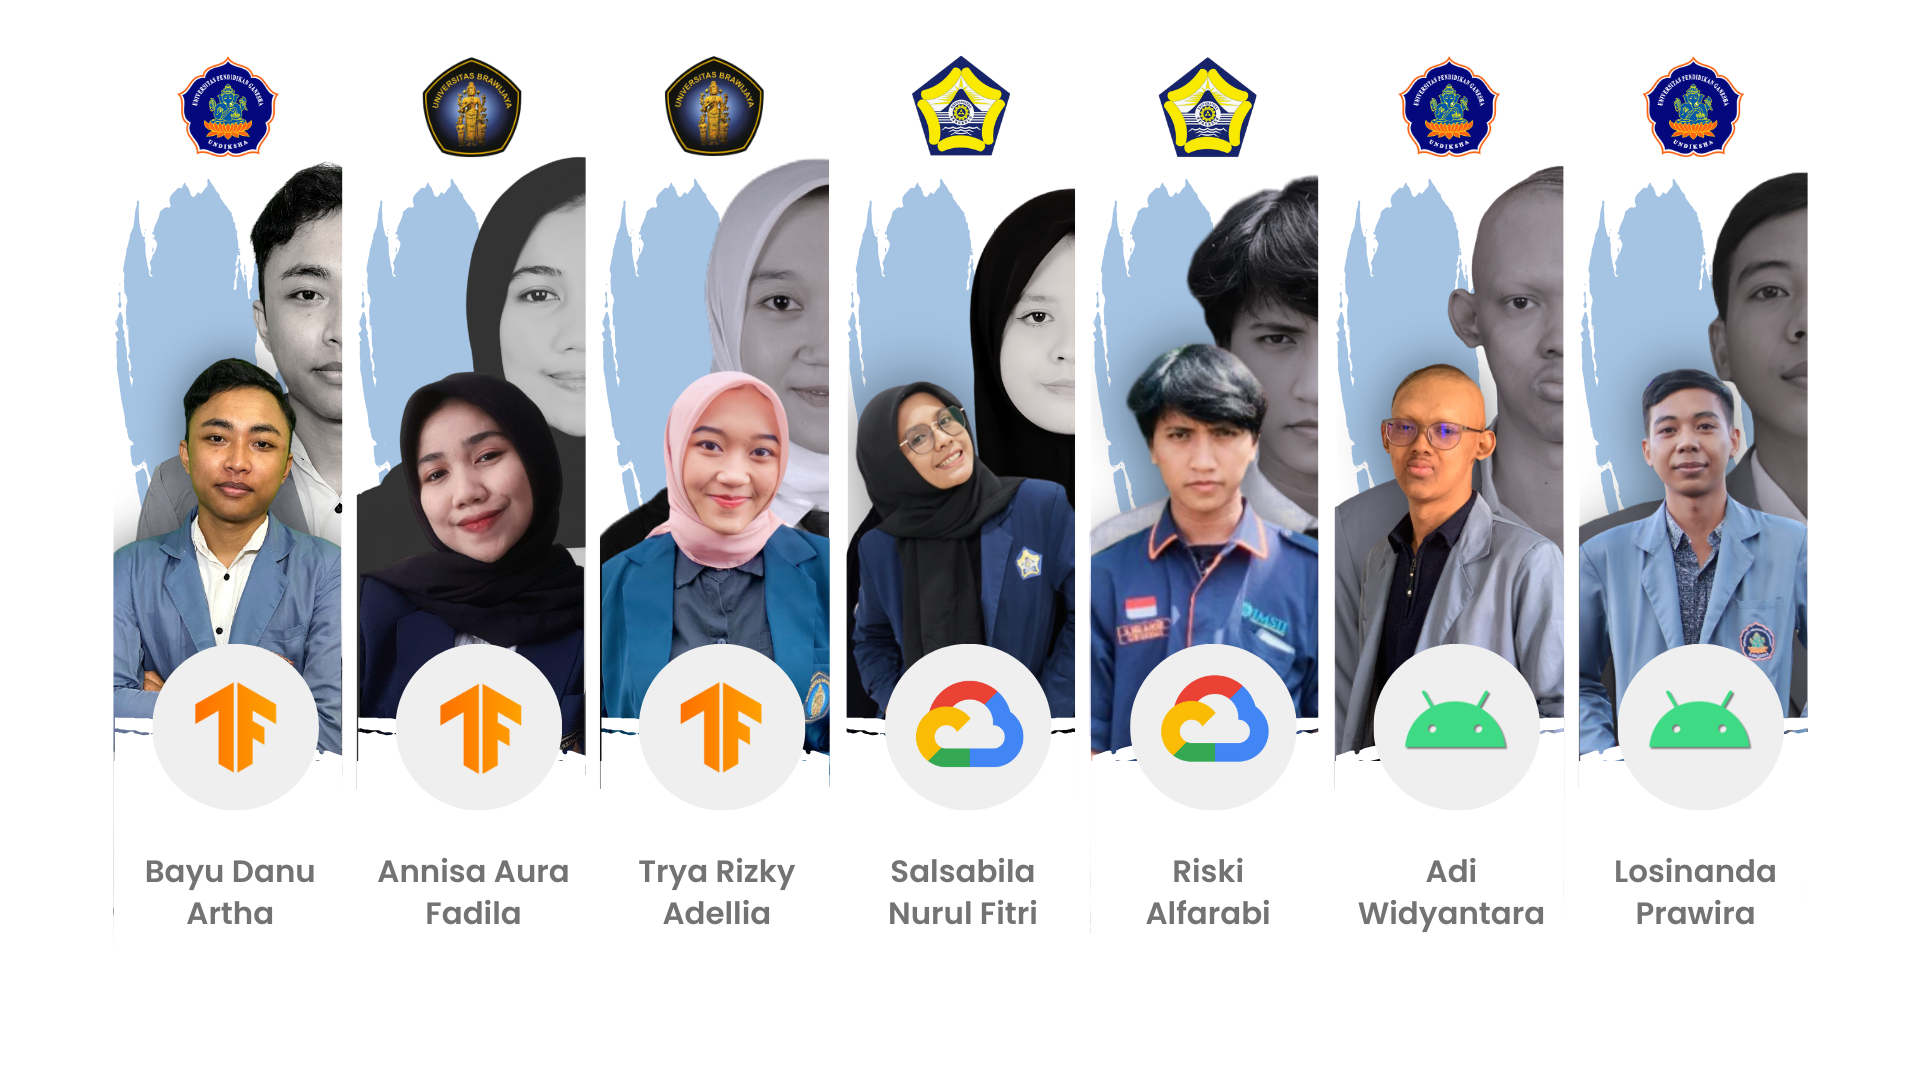 UNIVERSITAS PENDIDIKAN GANESHA
UNDIKSHA
UNIVERSITAS BRAWIJAYA
UNIVERSITAS BRAWIJAYA
UNIVERSITAS PENDIDIKAN GANESHA
UNDIKSHA
UNIVERSITAS PENDIDIKAN GANESHA
UNDIKSHA
Bayu Danu
Artha
Annisa Aura
Fadila
Trya Rizky
Adellia
Salsabila
Nurul Fitri
Riski
Alfarabi
Adi
Widyantara
Losinanda
Prawira